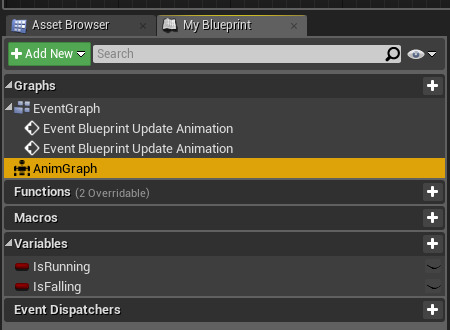 Asset Browser My Blueprint
Add New Search
Graphs
EventGraph
Event Blueprint Update Animation
Event Blueprint Update Animation
AnimGraph
Functions (2 Overridable)
Macros
Variables
IsRunning
IsFalling
Event Dispatchers